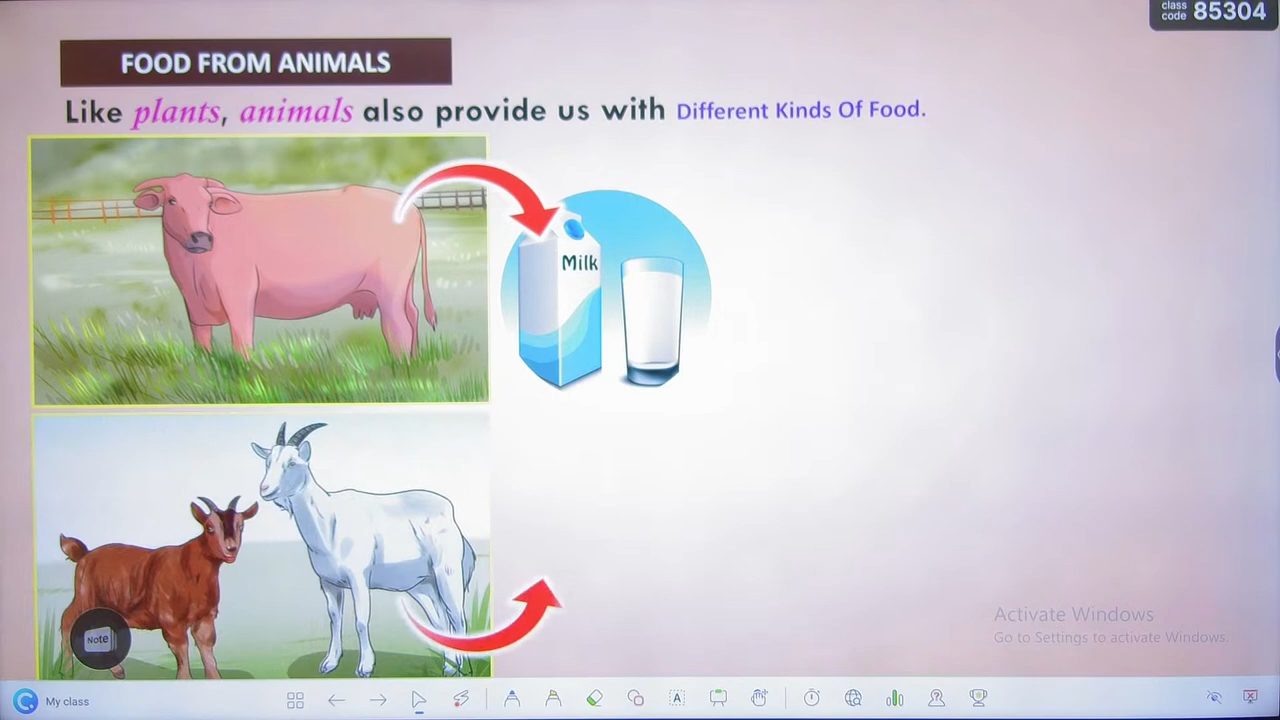 class code 85304
FOOD FROM ANIMALS
Like plants, animals also provide us with Different Kinds Of Food.
Milk
Note
Activate Windows
Go to Settings to activate Windows.
My class
A